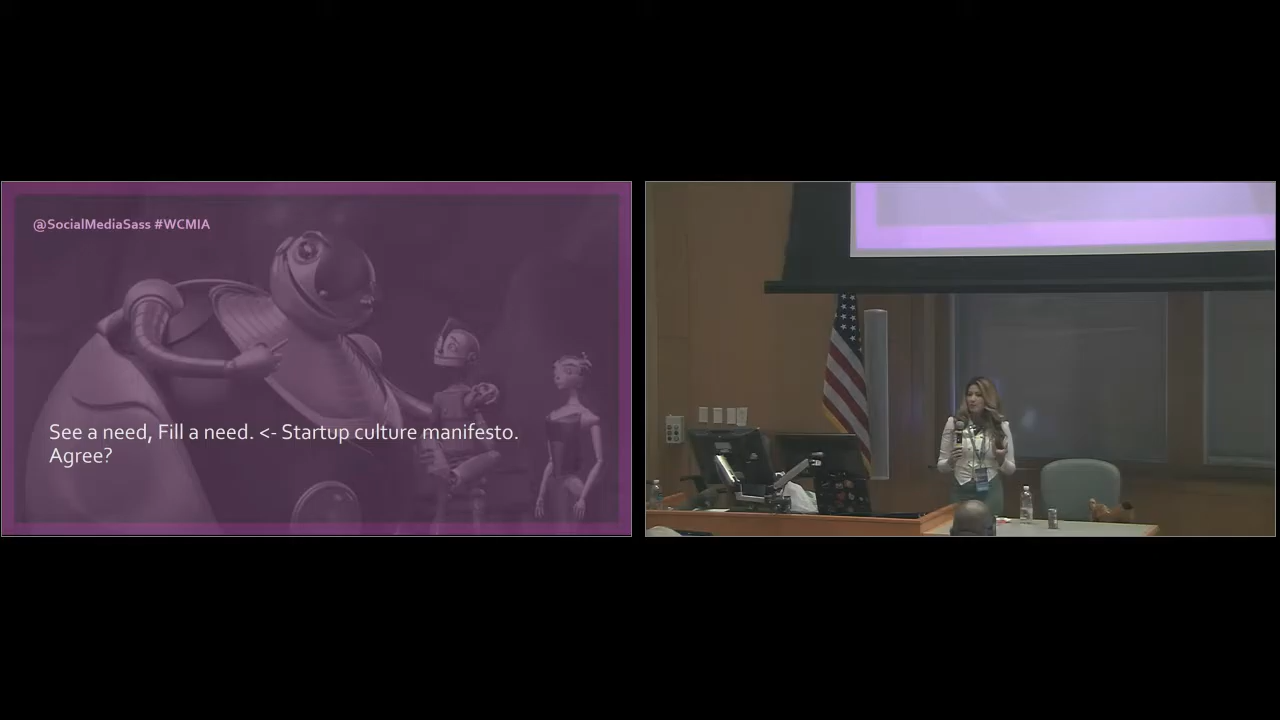 @SocialMediaSass #WCMIA
See a need, Fill a need. <- Startup culture manifesto.
Agree?